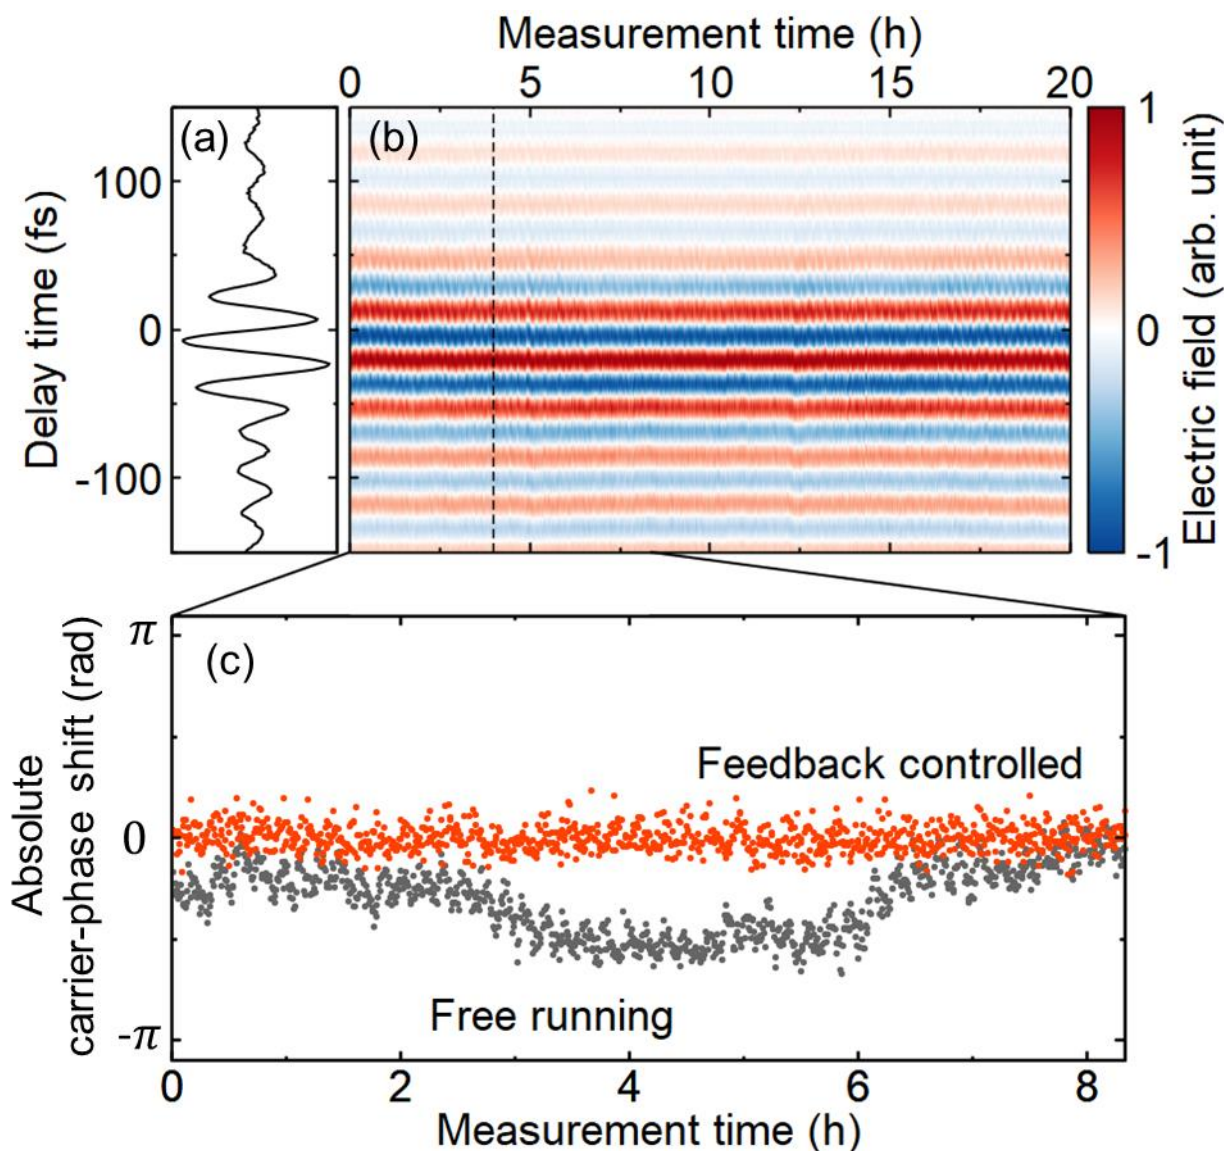 Measurement time (h)
0 5 10 15 20
(a) (b)
Delay time (fs)
100
0
-100
1
0
-1
Electric field (arb. unit)
Absolute
carrier-phase shift (rad)
π
0
-π
(c)
Feedback controlled
Free running
0 2 4 6 8
Measurement time (h)